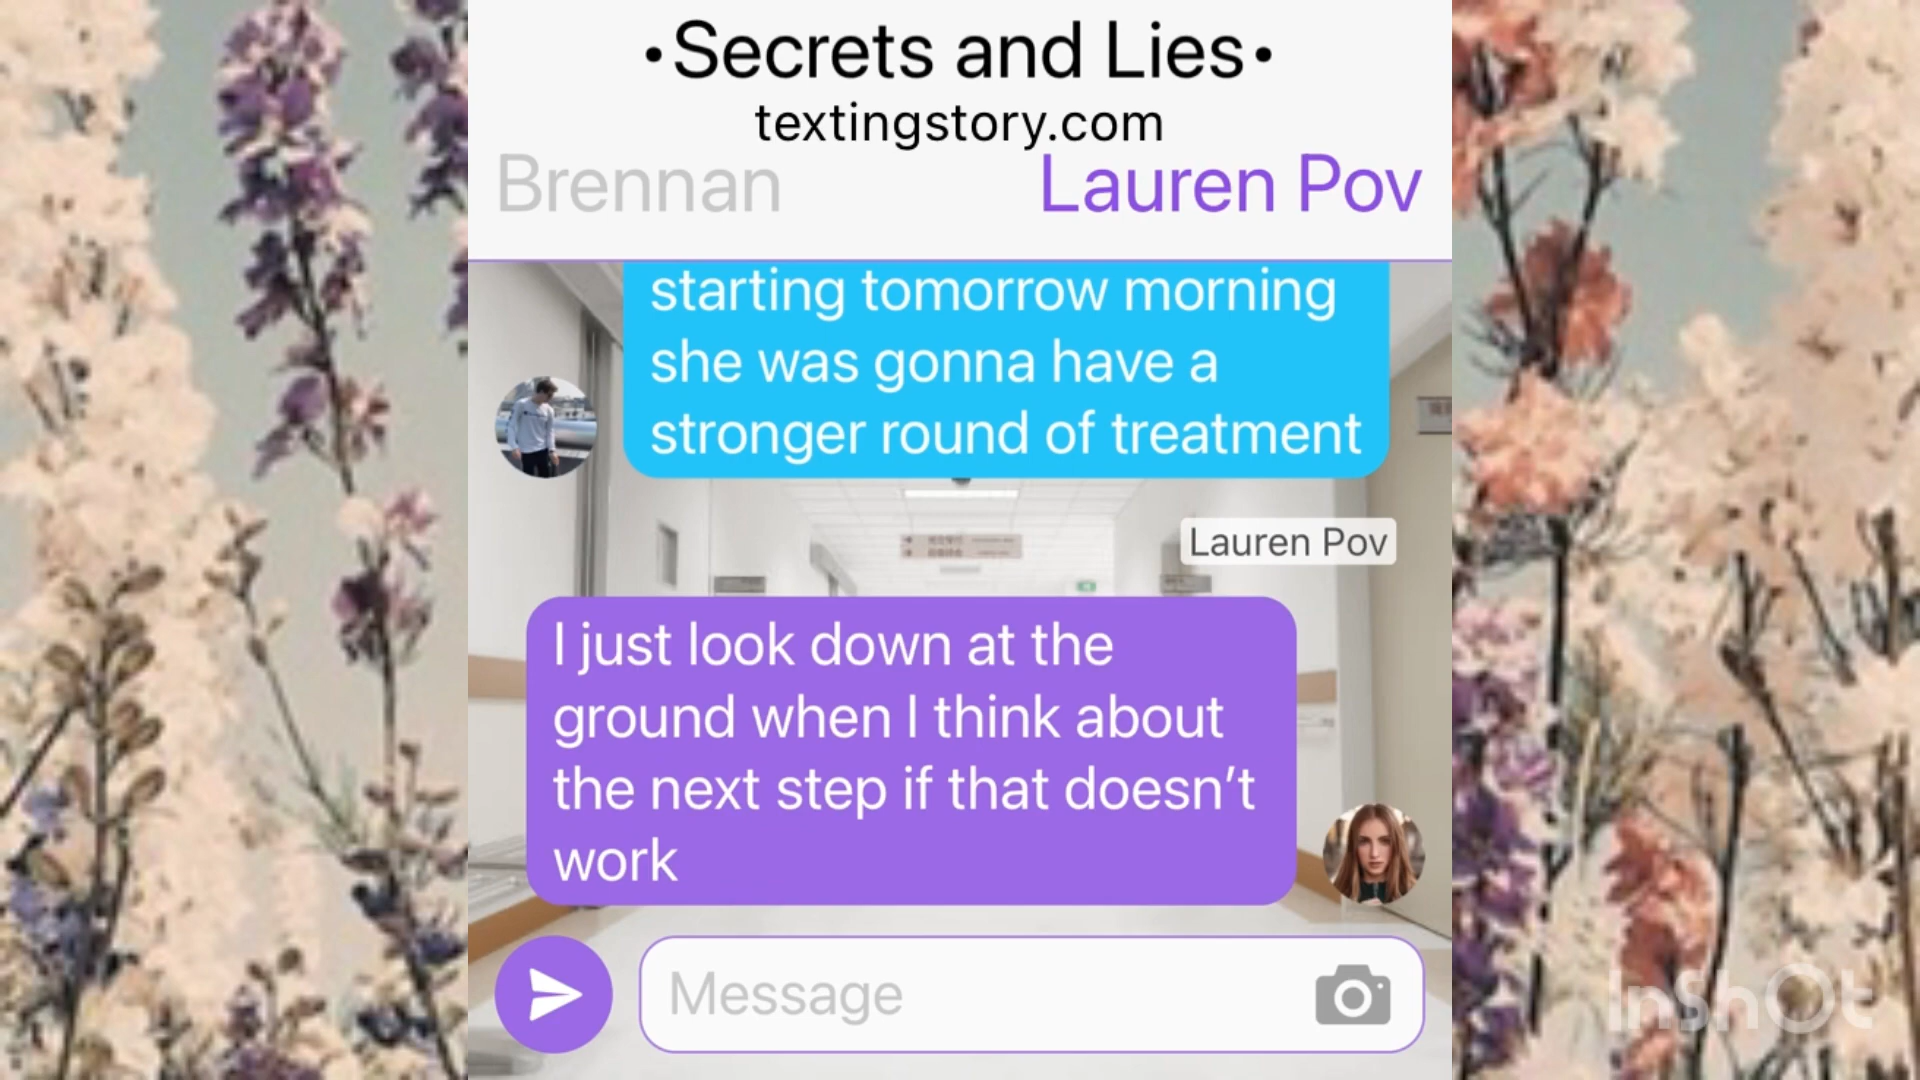 •Secrets and Lies•
textingstory.com
Brennan
Lauren Pov
starting tomorrow morning
she was gonna have a
stronger round of treatment
Lauren Pov
I just look down at the
ground when I think about
the next step if that doesn't
work
Message
InShOt